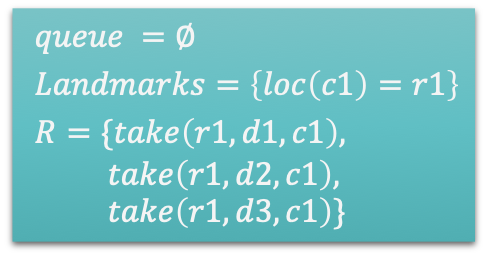 queue = ∅
Landmarks = {loc(c1) = r1}
R = {take(r1, d1, c1),
take(r1, d2, c1),
take(r1, d3, c1)}